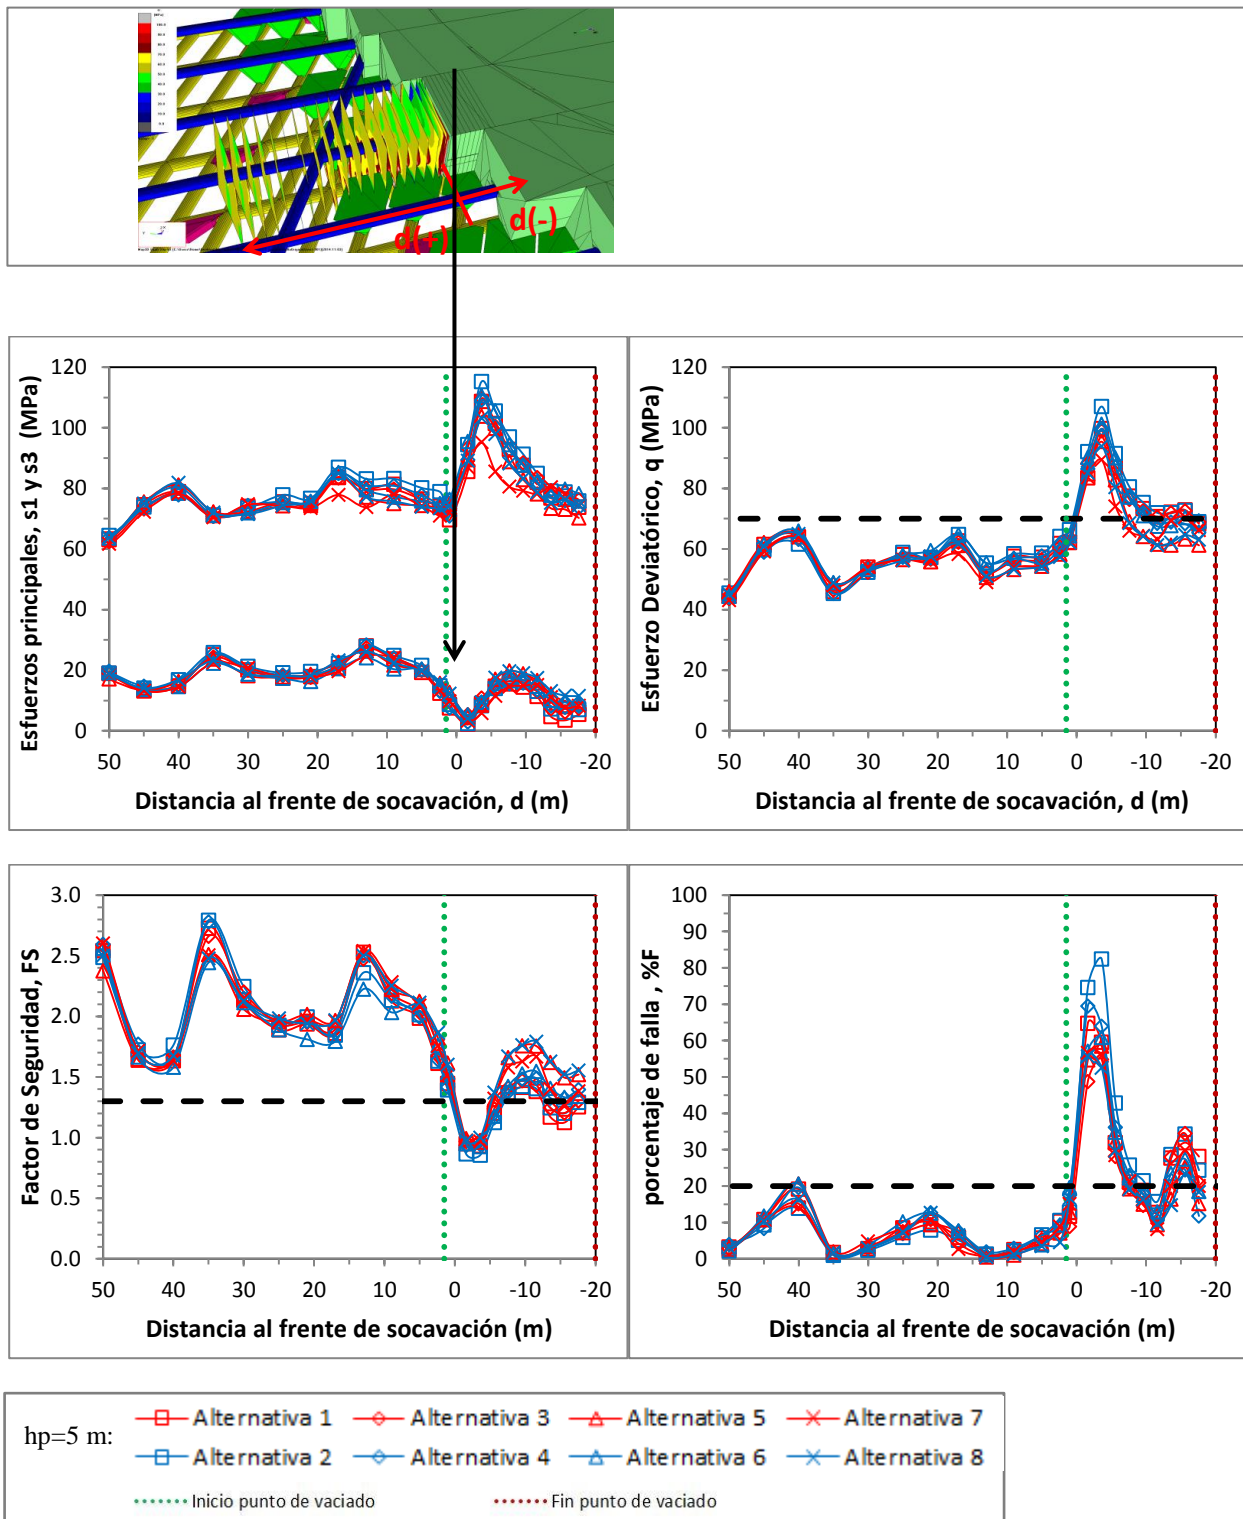 d(-)
d(+)
Esfuerzos principales, s1 y s3 (MPa)
120
100
80
60
40
20
0
50 40 30 20 10 0 -10 -20
Distancia al frente de socavación, d (m)
Esfuerzo Deviatórico, q (MPa)
120
100
80
60
40
20
0
50 40 30 20 10 0 -10 -20
Distancia al frente de socavación, d (m)
Factor de Seguridad, FS
3.0
2.5
2.0
1.5
1.0
0.5
0.0
50 40 30 20 10 0 -10 -20
Distancia al frente de socavación (m)
porcentaje de falla , %F
100
90
80
70
60
50
40
30
20
10
0
50 40 30 20 10 0 -10 -20
Distancia al frente de socavación (m)
hp=5 m:
Alternativa 1 Alternativa 3 Alternativa 5 Alternativa 7
Alternativa 2 Alternativa 4 Alternativa 6 Alternativa 8
Inicio punto de vaciado Fin punto de vaciado